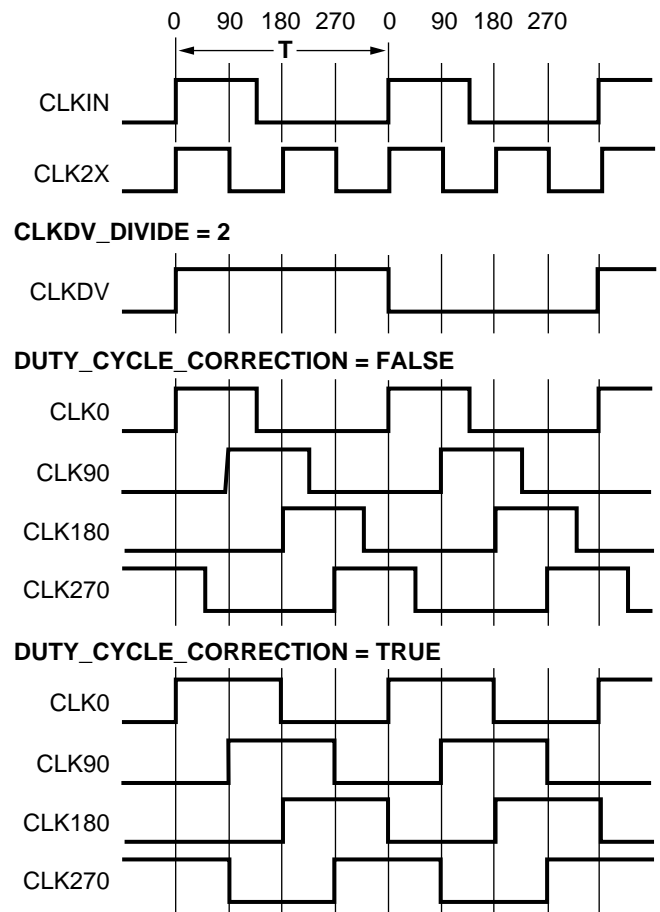 0 90 180 270 0 90 180 270
T
CLKIN
CLK2X
CLKDV_DIVIDE = 2
CLKDV
DUTY_CYCLE_CORRECTION = FALSE
CLK0
CLK90
CLK180
CLK270
DUTY_CYCLE_CORRECTION = TRUE
CLK0
CLK90
CLK180
CLK270